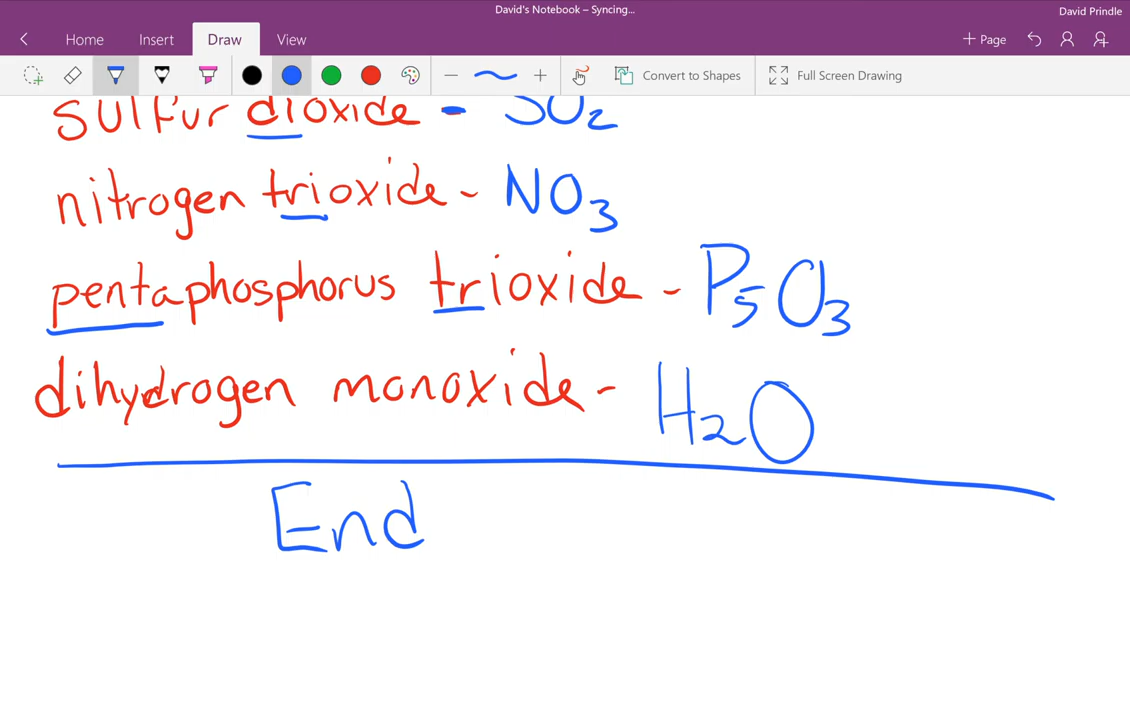 David's Notebook – Syncing...
David Prindle
Home Insert Draw View
Page
Convert to Shapes Full Screen Drawing
sulfur dioxide - SO2
nitrogen trioxide - NO3
pentaphosphorus trioxide - P5O3
dihydrogen monoxide - H2O
End